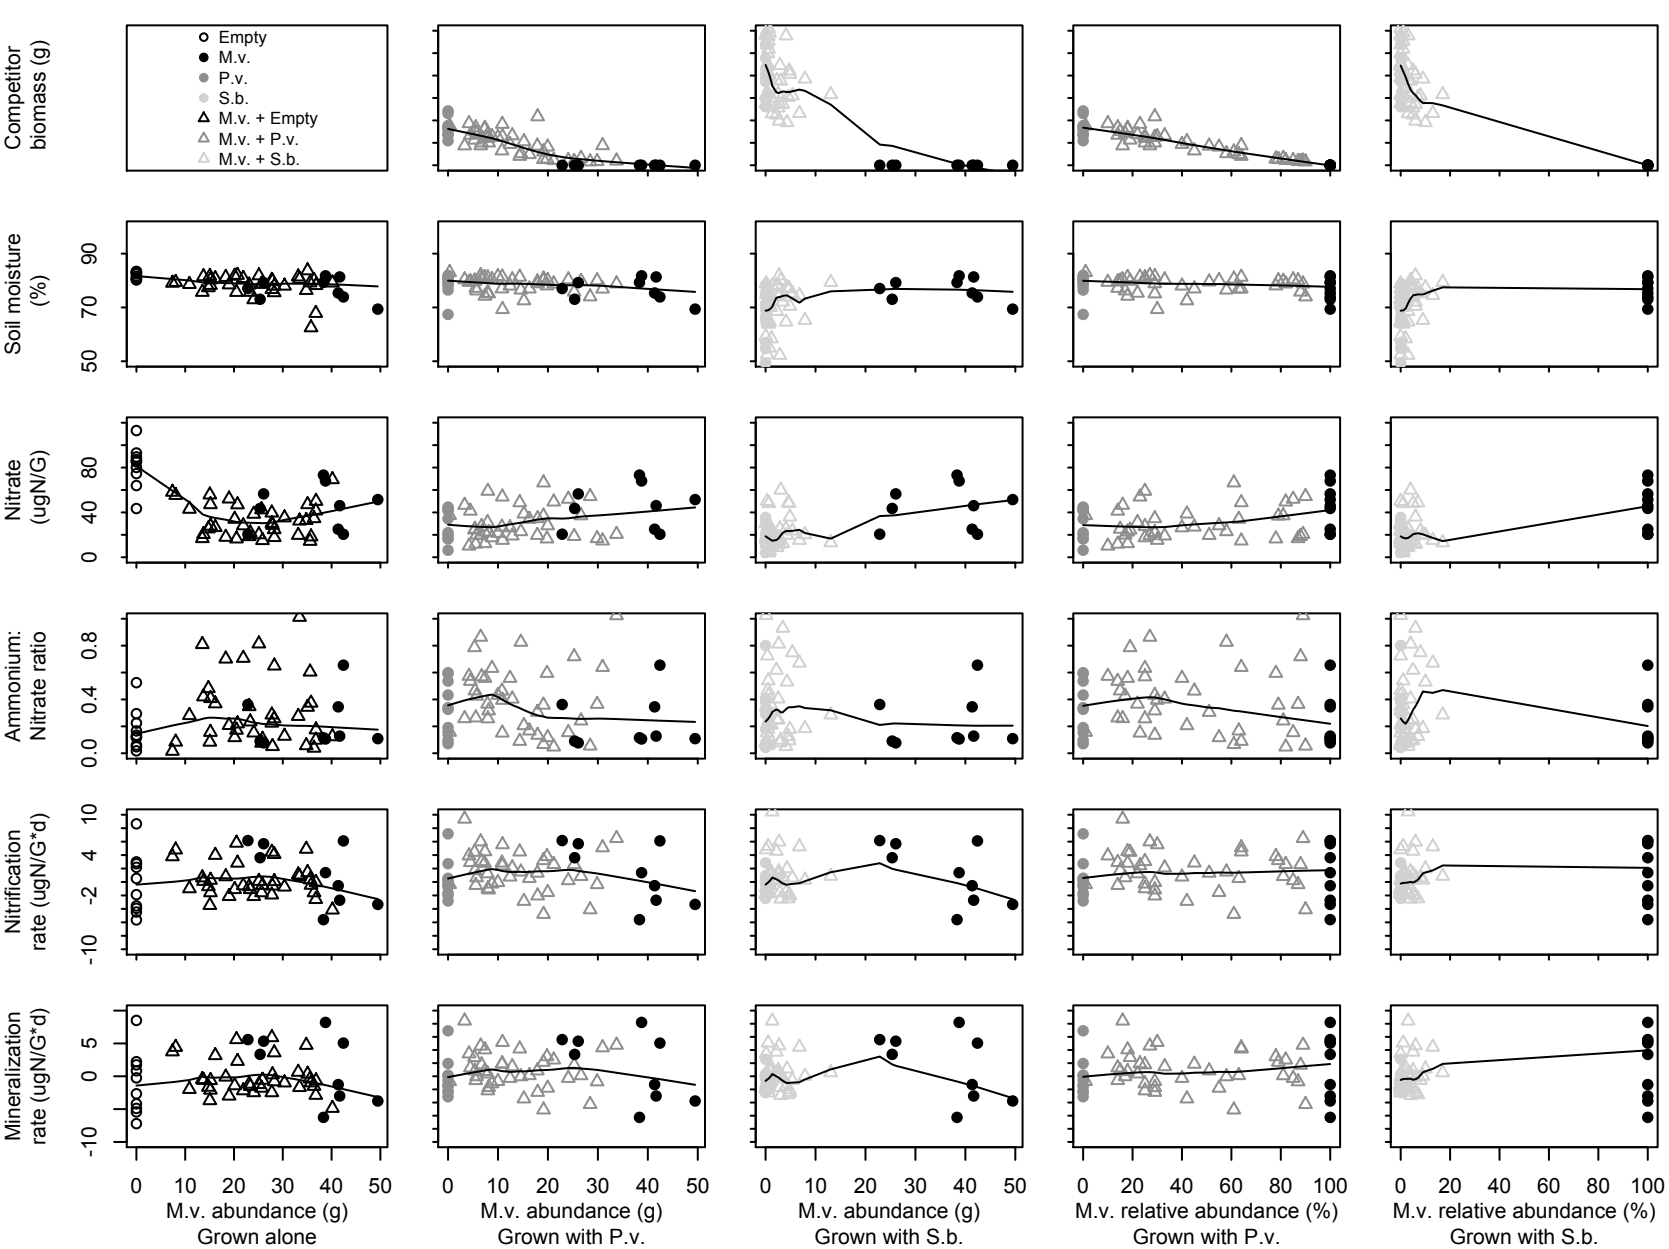 Competitor
biomass (g)
Empty
M.v.
P.v.
S.b.
M.v. + Empty
M.v. + P.v.
M.v. + S.b.
Soil moisture
(%)
50 70 90
Nitrate
(ugN/G)
0 40 80
Ammonium:
Nitrate ratio
0.0 0.4 0.8
Nitrification
rate (ugN/G*d)
-10 -2 4 10
Mineralization
rate (ugN/G*d)
-10 0 5
0 10 20 30 40 50
M.v. abundance (g)
Grown alone
0 10 20 30 40 50
M.v. abundance (g)
Grown with P.v.
0 10 20 30 40 50
M.v. abundance (g)
Grown with S.b.
0 20 40 60 80 100
M.v. relative abundance (%)
Grown with P.v.
0 20 40 60 80 100
M.v. relative abundance (%)
Grown with S.b.